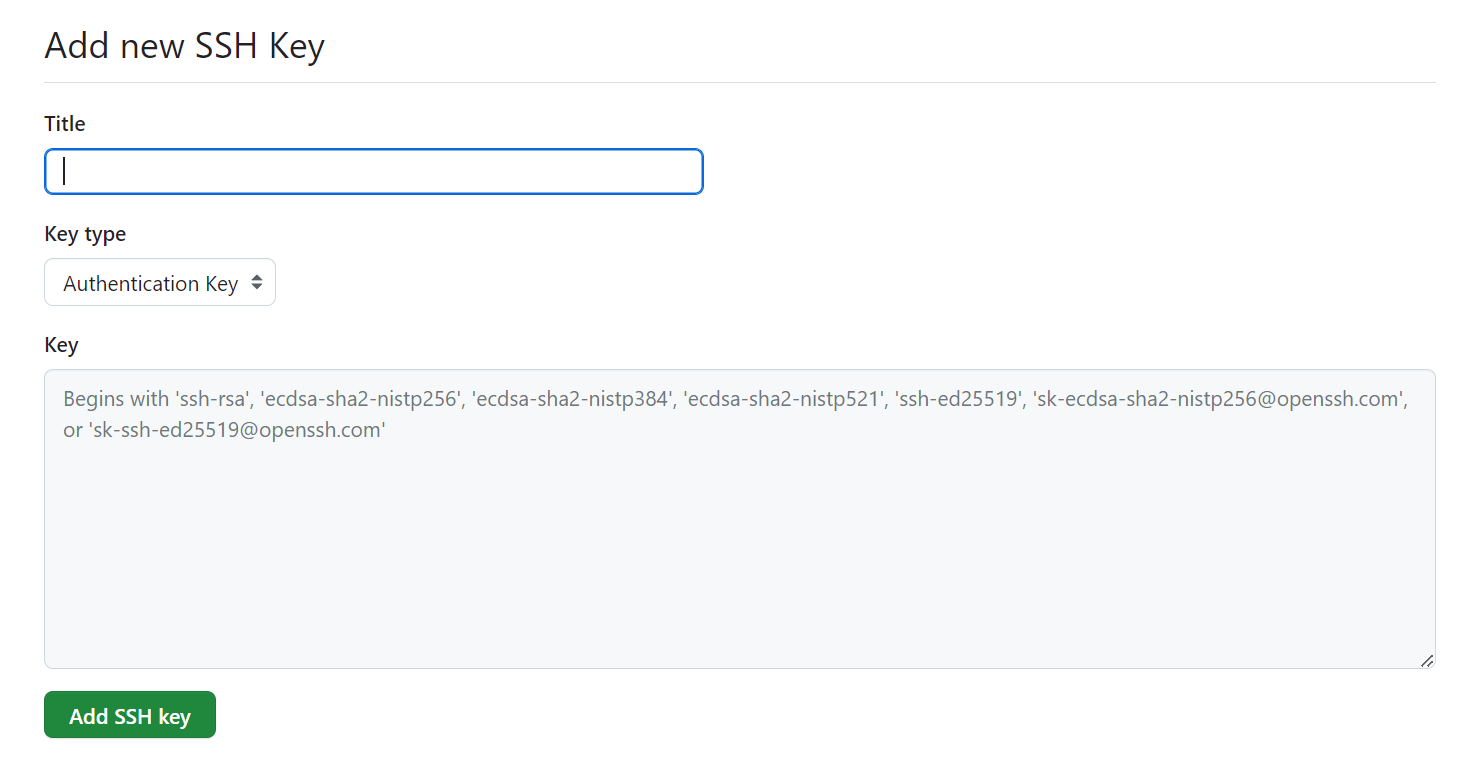 Add new SSH Key
Title
Key type
Authentication Key
Key
Begins with 'ssh-rsa', 'ecdsa-sha2-nistp256', 'ecdsa-sha2-nistp384', 'ecdsa-sha2-nistp521', 'ssh-ed25519', 'sk-ecdsa-sha2-nistp256@openssh.com',
or 'sk-ssh-ed25519@openssh.com'
Add SSH key